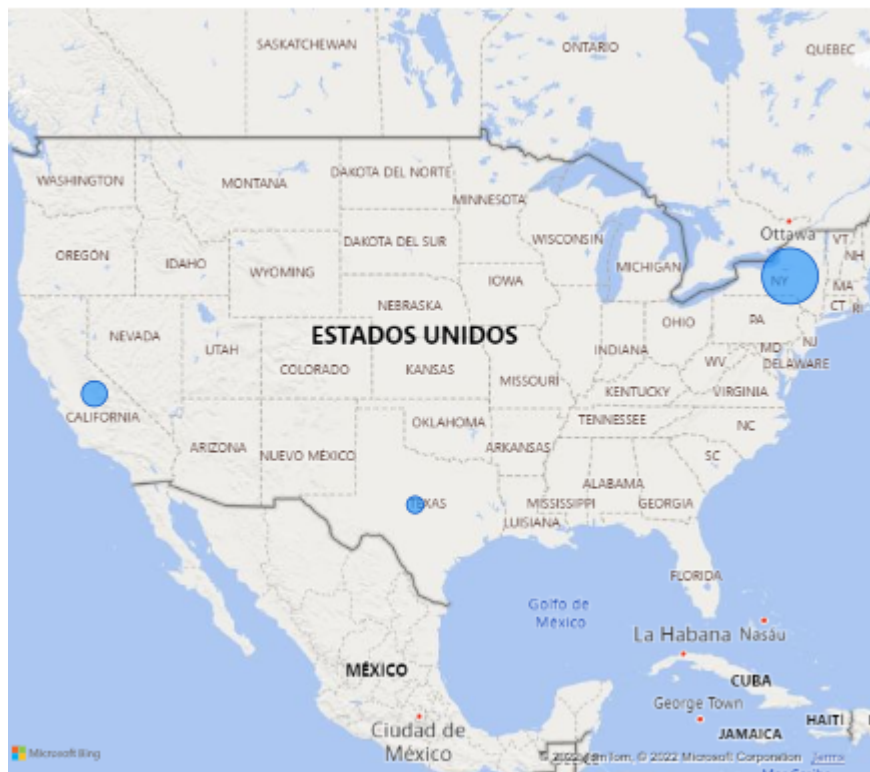 SASKATCHEWAN
ONTARIO
QUEBEC
WASHINGTON
MONTANA
DAKOTA DEL NORTE
MINNESOTA
Ottawa
VT
NH
OREGÓN
IDAHO
WYOMING
DAKOTA DEL SUR
WISCONSIN
MICHIGAN
NY
MA
CT
RI
IOWA
NEBRASKA
NEVADA
UTAH
ESTADOS UNIDOS
OHIO
PA
NJ
COLORADO
KANSAS
INDIANA
MD
WV
DELAWARE
MISSOURI
KENTUCKY
VIRGINIA
CALIFORNIA
OKLAHOMA
TENNESSEE
NC
ARIZONA
NUEVO MÉXICO
ARKANSAS
SC
ALABAMA
TEXAS
MISSISSIPPI
GEORGIA
LUISIANA
FLORIDA
Golfo de
México
La Habana
Nasáu
MÉXICO
CUBA
George Town
HAITI
Ciudad de
México
JAMAICA
Microsoft Bing
© 2022 TomTom, © 2022 Microsoft Corporation
Terms